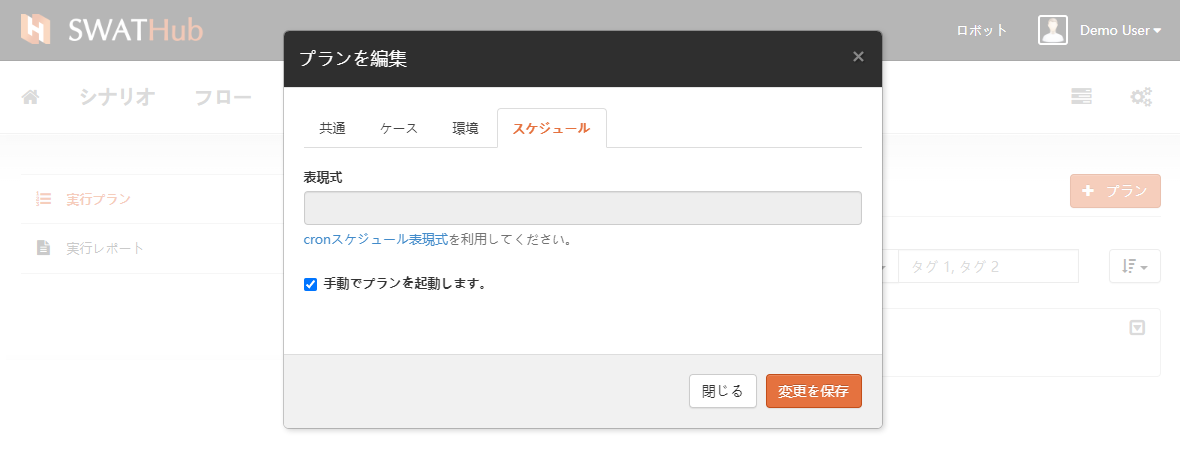 SWATHub
ロボット
Demo User
プランを編集
×
シナリオ
フロー
共通
ケース
環境
スケジュール
表現式
cronスケジュール表現式を利用してください。
手動でプランを起動します。
実行プラン
実行レポート
プラン
タグ 1, タグ 2
閉じる
変更を保存